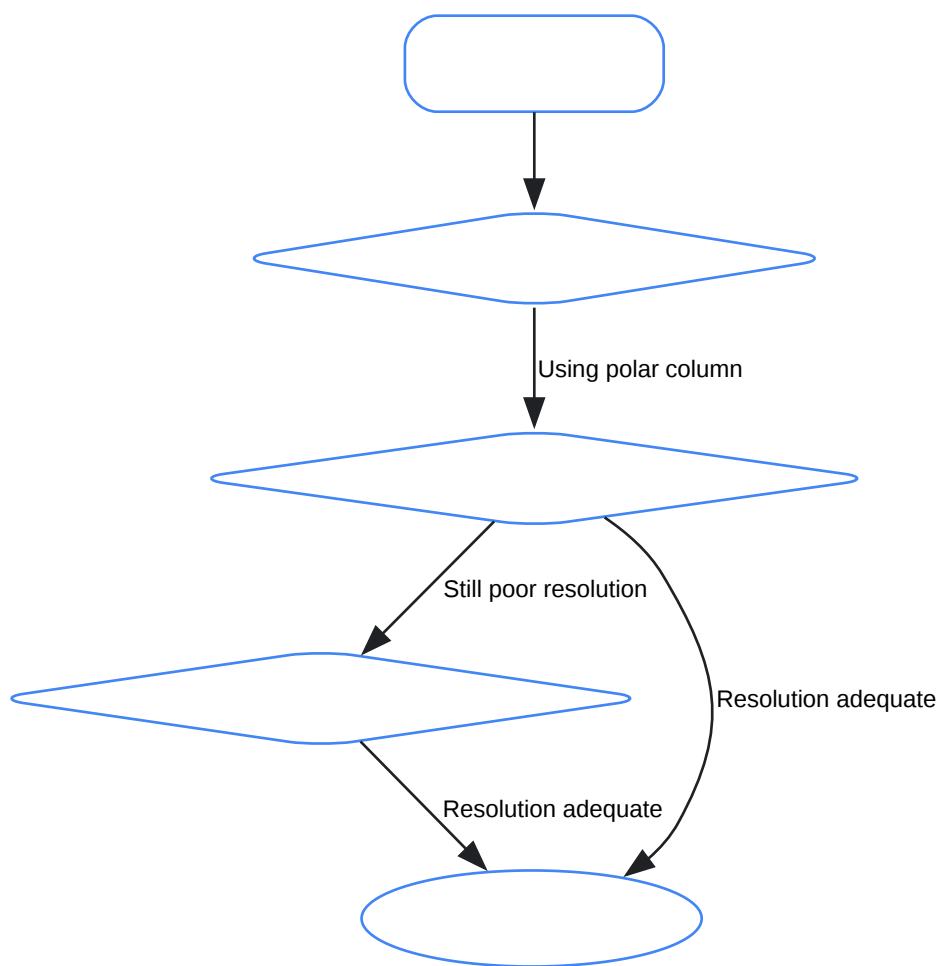 Using polar column
Still poor resolution
Resolution adequate
Resolution adequate